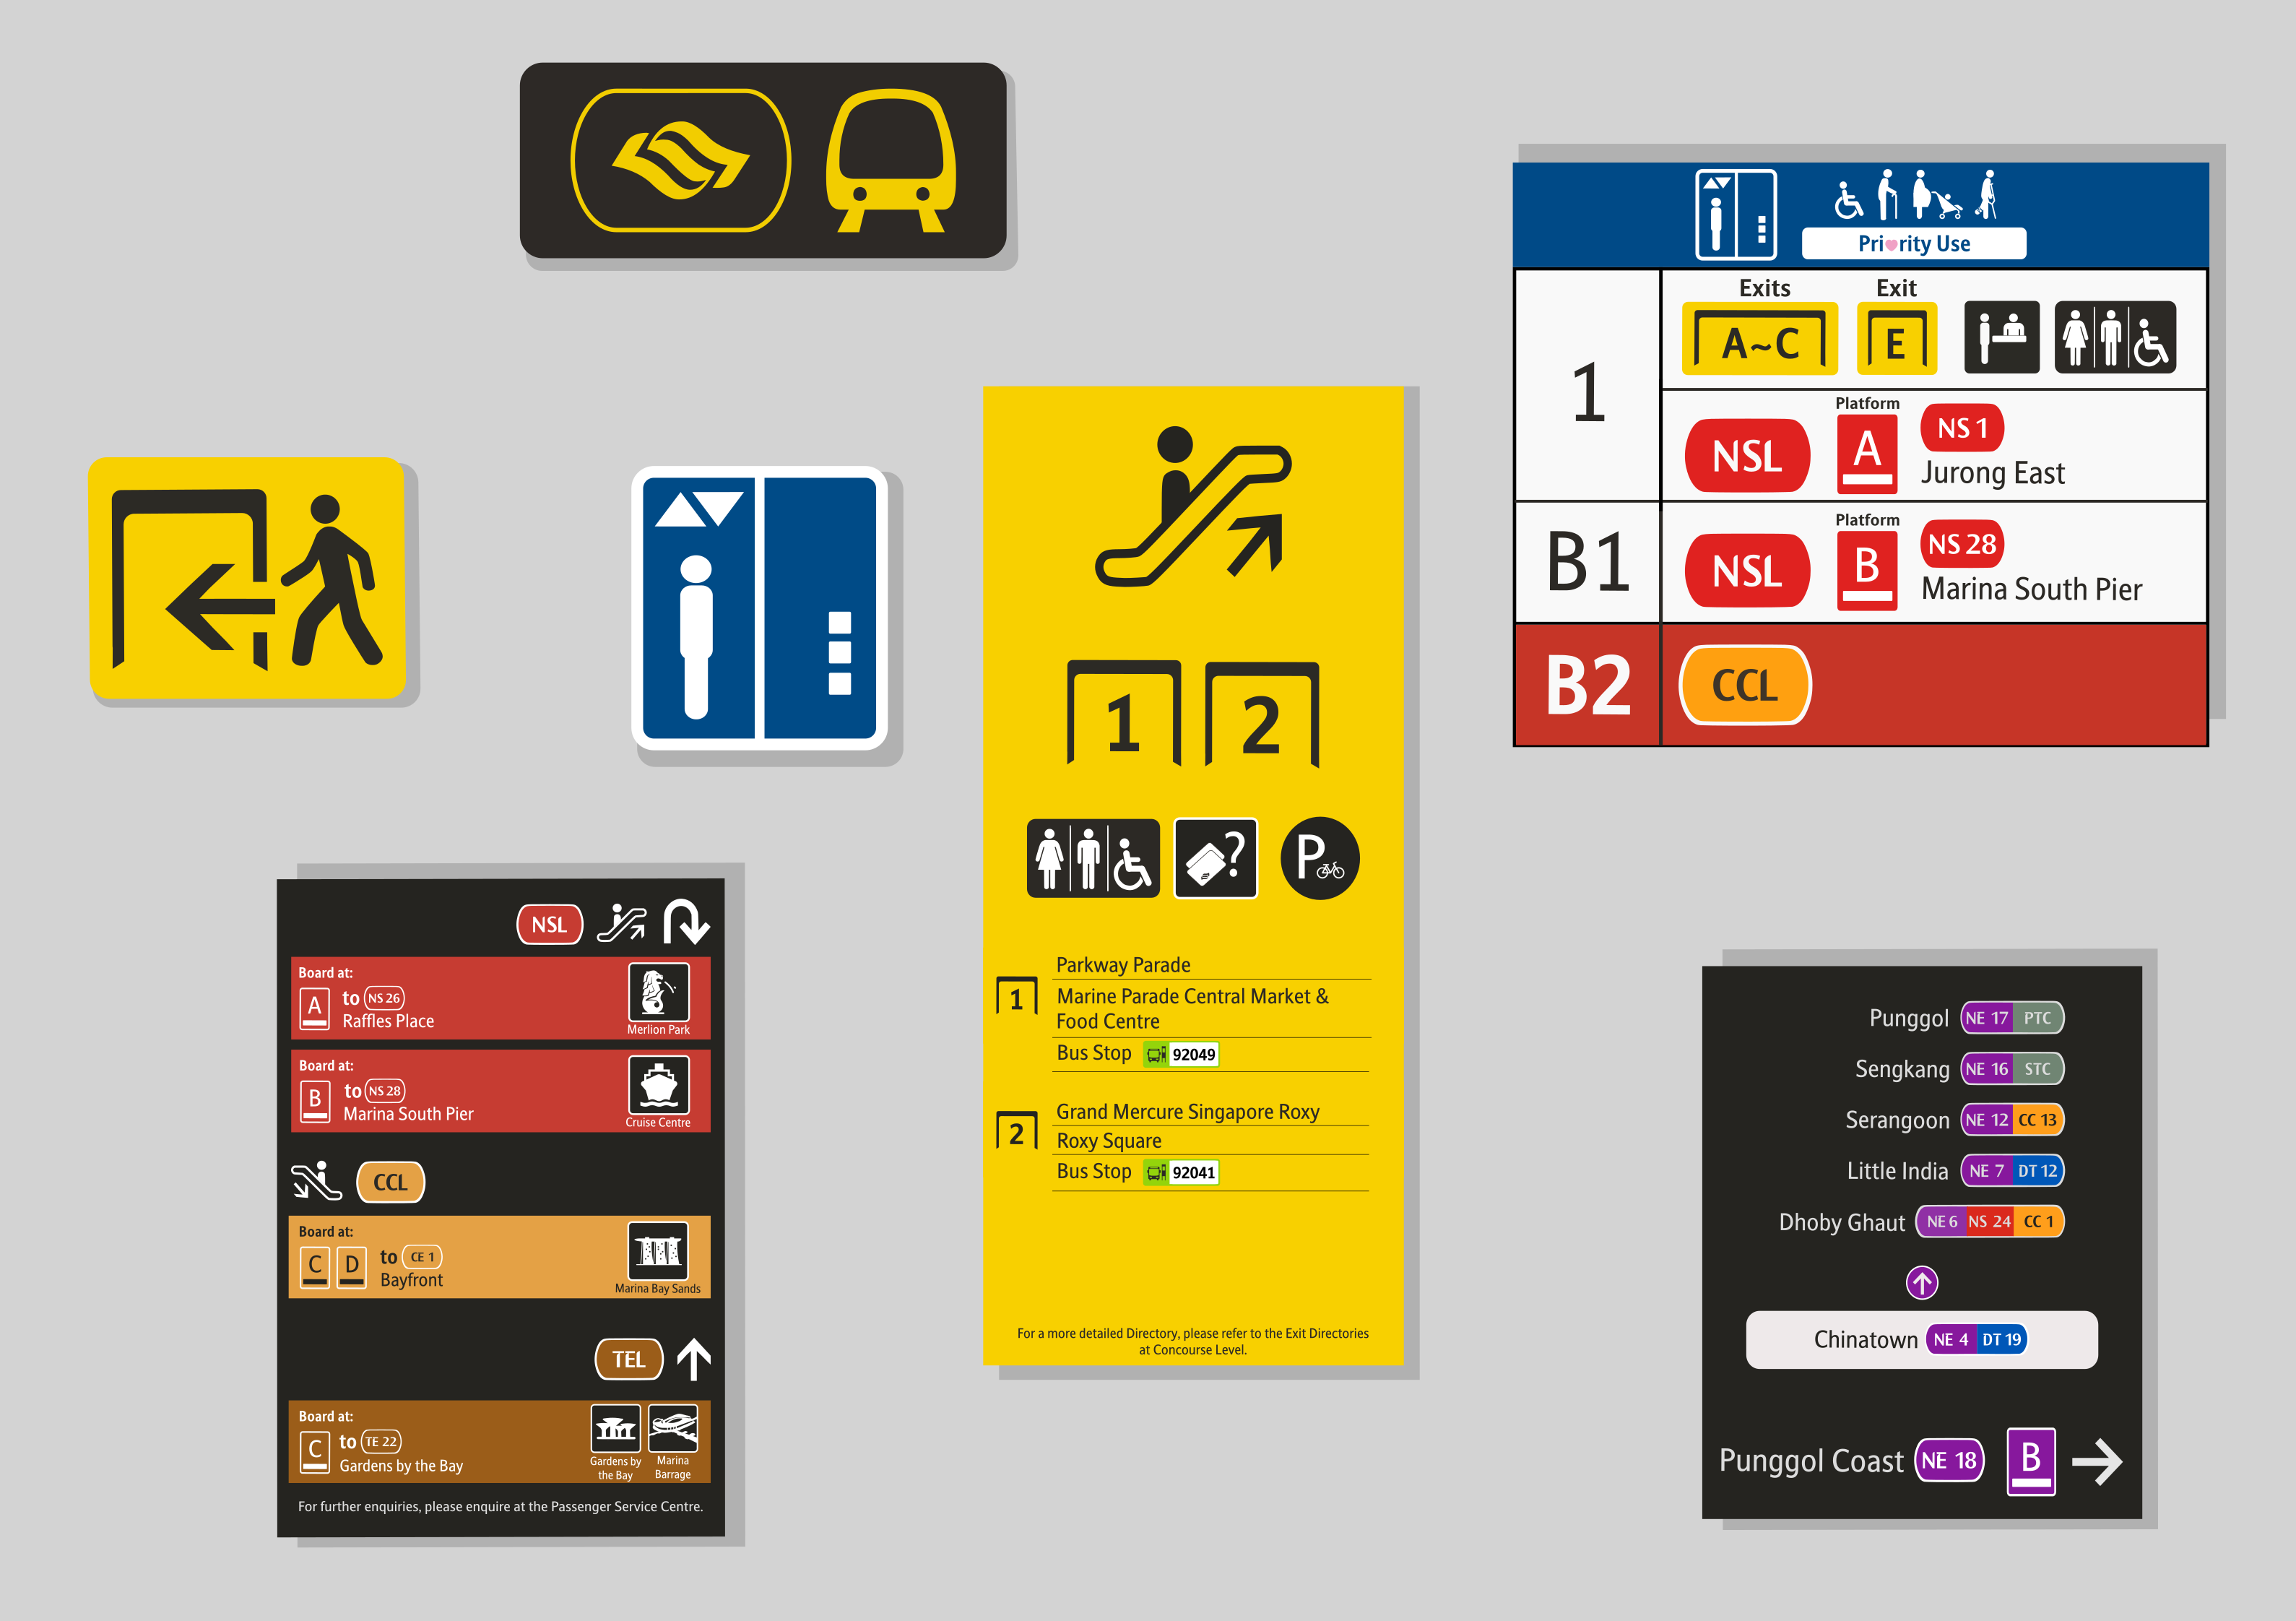 Priority Use
1
Exits
A~C
Exit
E
NSL
Platform
A
NS 1
Jurong East
B1
NSL
Platform
B
NS 28
Marina South Pier
B2
CCL
1
2
?
P
1
Parkway Parade
Marine Parade Central Market &
Food Centre
Bus Stop 92049
2
Grand Mercure Singapore Roxy
Roxy Square
Bus Stop 92041
For a more detailed Directory, please refer to the Exit Directories
at Concourse Level.
NSL
Board at:
A
to NS 26
Raffles Place
Merlion Park
Board at:
B
to NS 28
Marina South Pier
Cruise Centre
CCL
Board at:
C D
to CE 1
Bayfront
Marina Bay Sands
TEL
Board at:
C
to TE 22
Gardens by the Bay
Gardens by
the Bay
Marina
Barrage
For further enquiries, please enquire at the Passenger Service Centre.
Punggol NE 17 PTC
Sengkang NE 16 STC
Serangoon NE 12 CC 13
Little India NE 7 DT 12
Dhoby Ghaut NE 6 NS 24 CC 1
Chinatown NE 4 DT 19
Punggol Coast NE 18 B